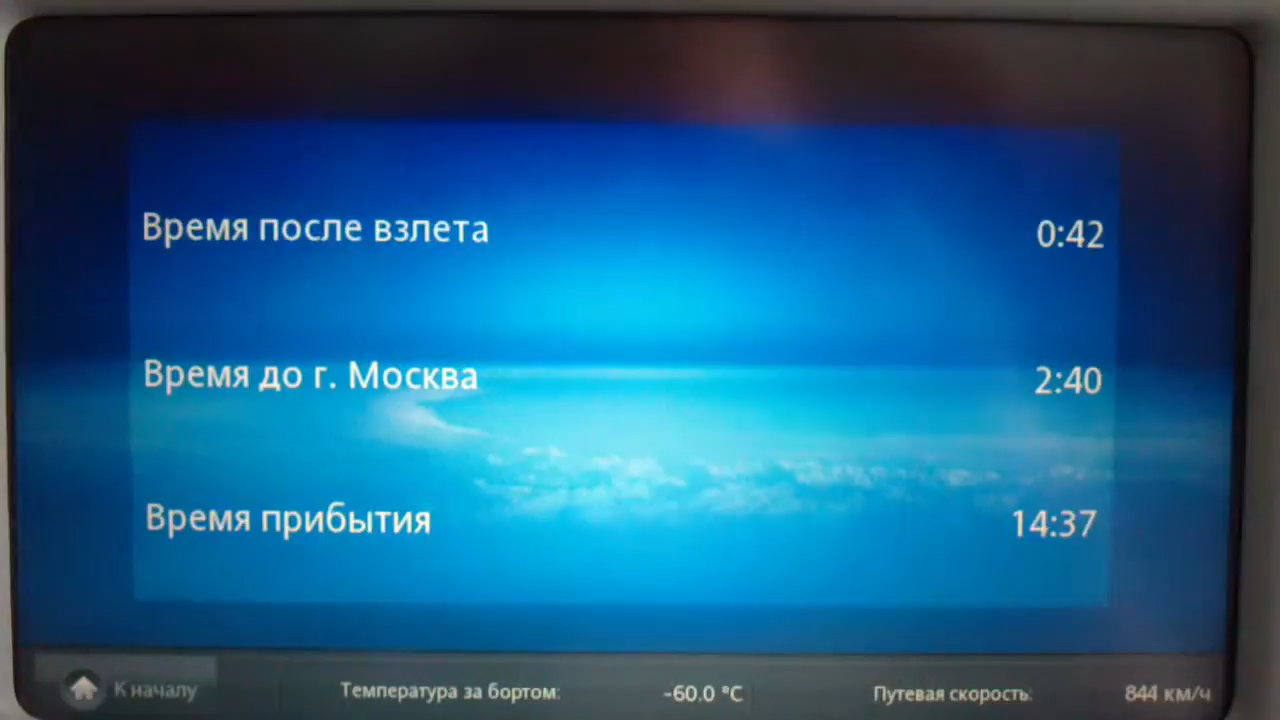 Время после взлета 0:42
Время до г. Москва 2:40
Время прибытия 14:37
К началу Температура за бортом: -60.0 °C Путевая скорость: 844 км/ч